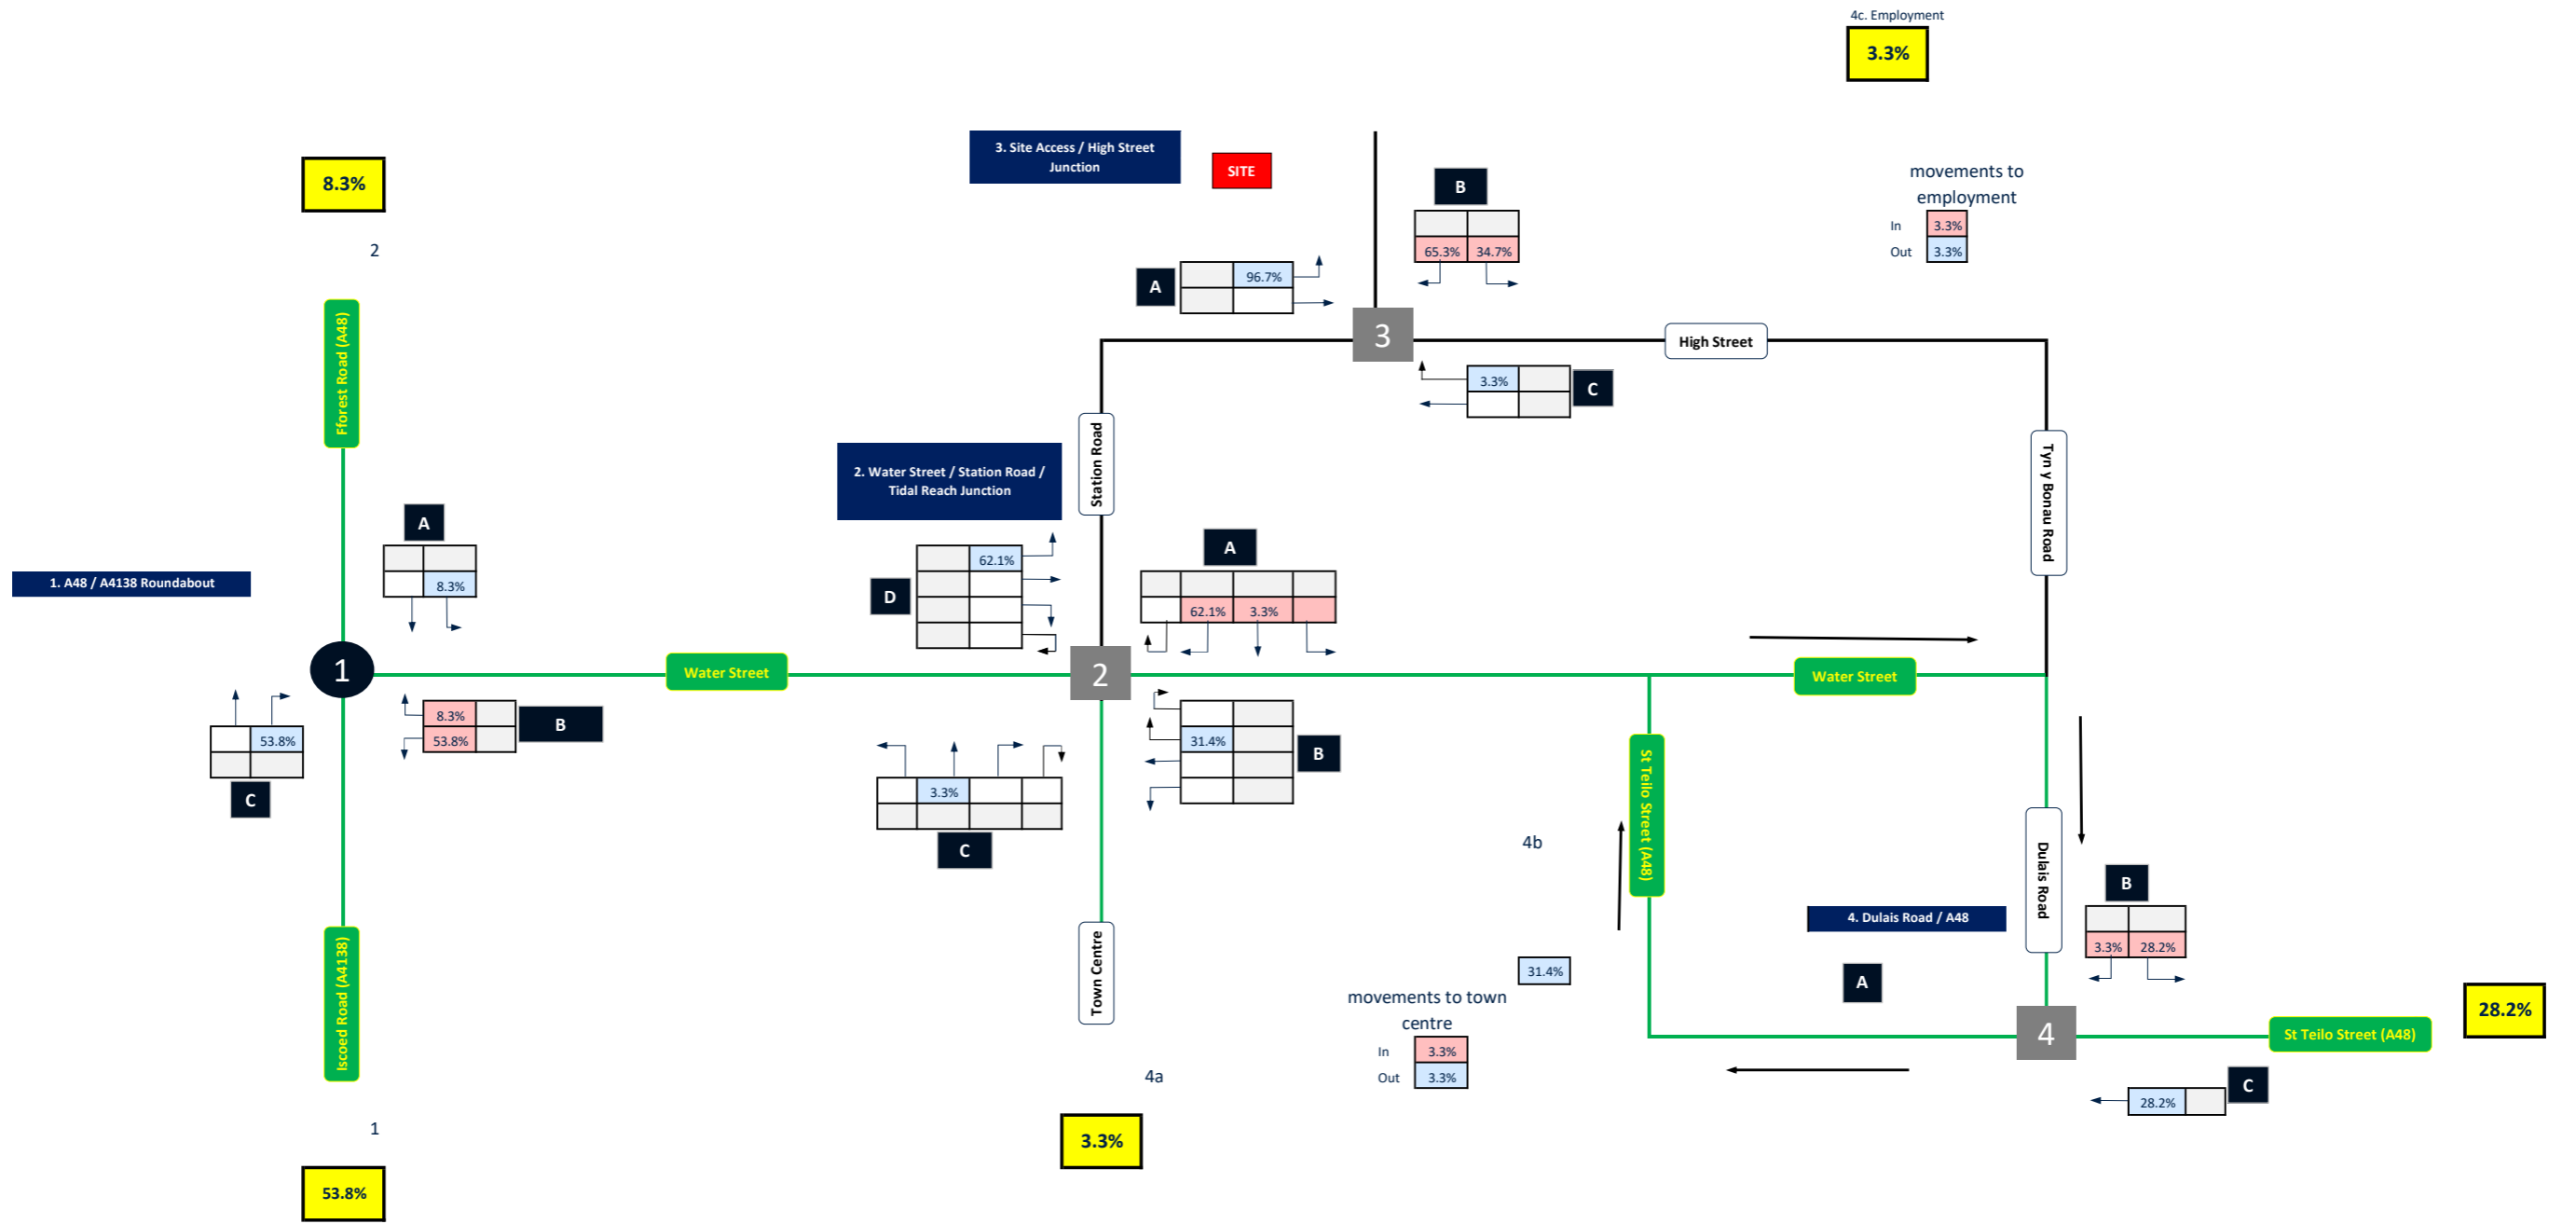 4c. Employment
3.3%
3. Site Access / High Street
Junction
SITE
8.3%
B
movements to
employment
In 3.3%
Out 3.3%
2
65.3% 34.7%
A
96.7%
3
High Street
3.3%
C
Fforest Road (A48)
Station Road
Tyn y Bonau Road
2. Water Street / Station Road /
Tidal Reach Junction
A
8.3%
1. A48 / A4138 Roundabout
D
62.1%
A
62.1% 3.3%
1
Water Street
2
Water Street
8.3%
53.8%
B
53.8%
C
31.4%
B
3.3%
C
St Teilo Street (A48)
4b
Dulais Road
B
3.3% 28.2%
4. Dulais Road / A48
Iscoed Road (A4138)
Town Centre
31.4%
A
movements to town
centre
In 3.3%
Out 3.3%
28.2%
4
St Teilo Street (A48)
C
28.2%
4a
1
3.3%
53.8%